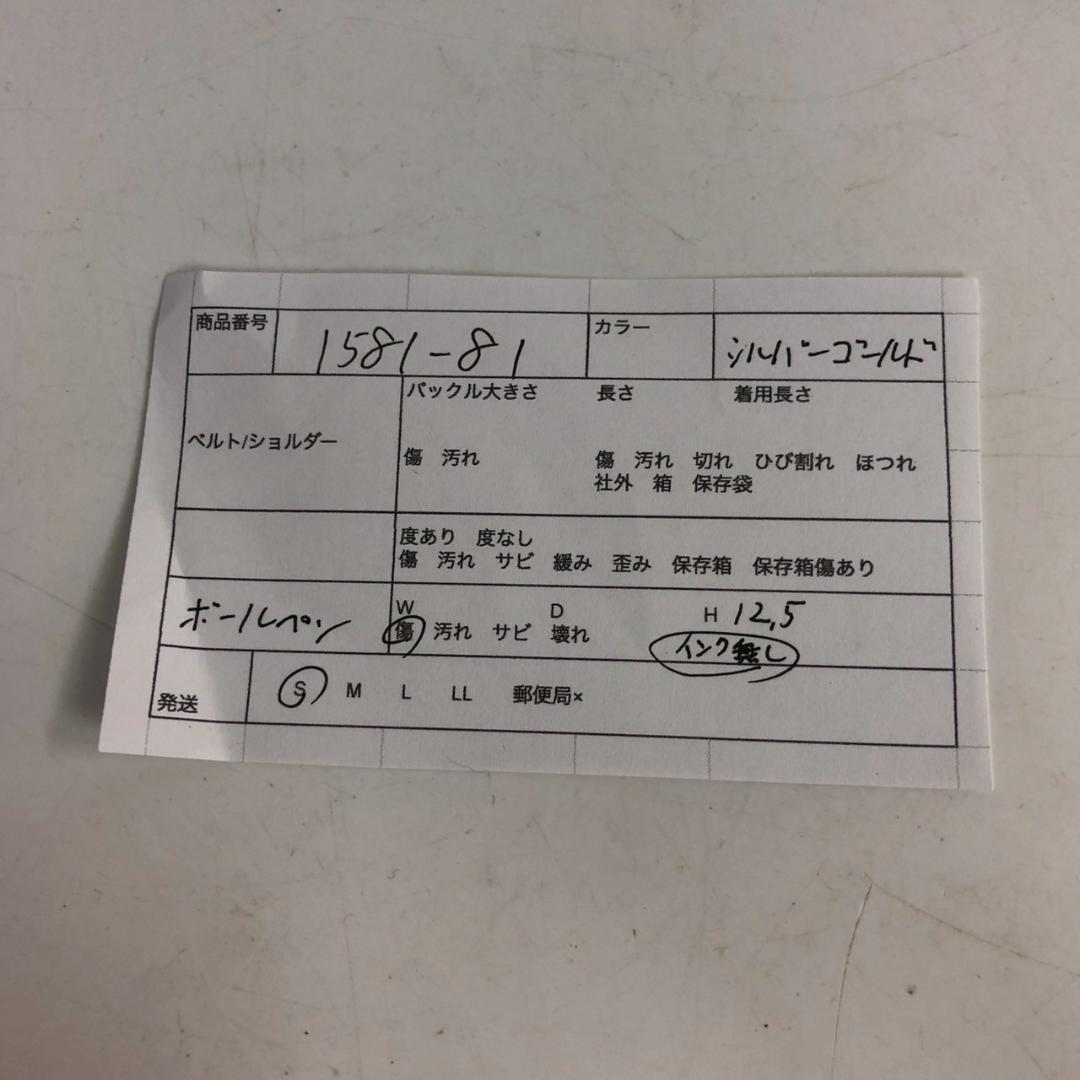 商品番号 1581-81 カラー シルバーゴールド
バックル大きさ 長さ 着用長さ
ベルト/ショルダー
傷 汚れ 傷 汚れ 切れ ひび割れ ほつれ
社外 箱 保存袋
度あり 度なし
傷 汚れ サビ 緩み 歪み 保存箱 保存箱傷あり
ボールペン W D H 12,5
傷 汚れ サビ 壊れ インク無し
発送 S M L LL 郵便局×